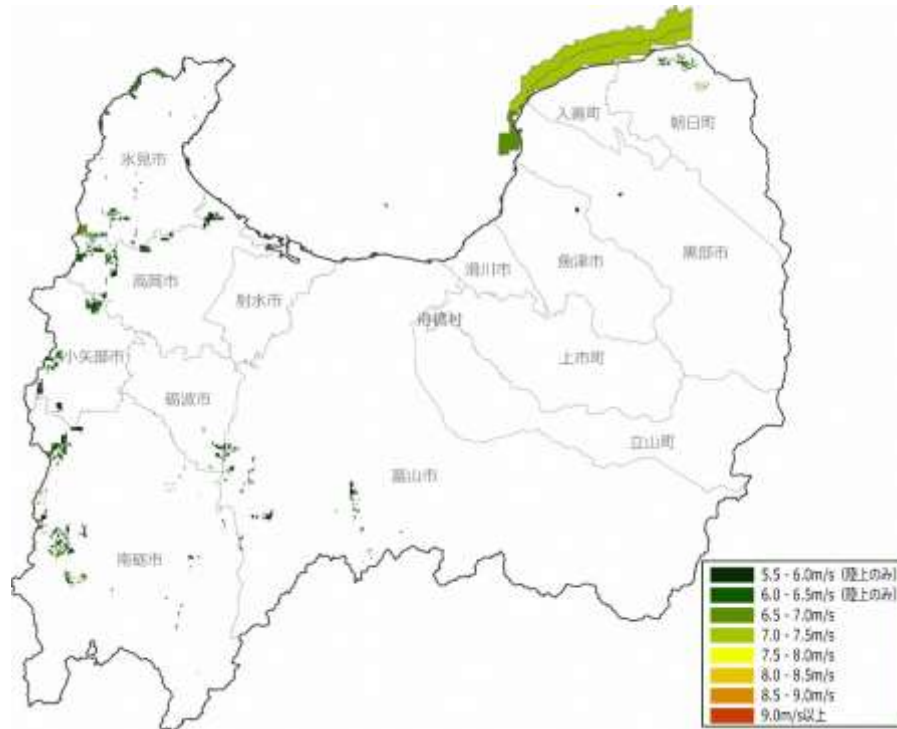 入善町
朝日町
氷見市
黒部市
魚津市
滑川市
高岡市
射水市
舟橋村
小矢部市
上市町
砺波市
立山町
富山市
南砺市
5.5 - 6.0m/s (陸上のみ)
6.0 - 6.5m/s (陸上のみ)
6.5 - 7.0m/s
7.0 - 7.5m/s
7.5 - 8.0m/s
8.0 - 8.5m/s
8.5 - 9.0m/s
9.0m/s以上